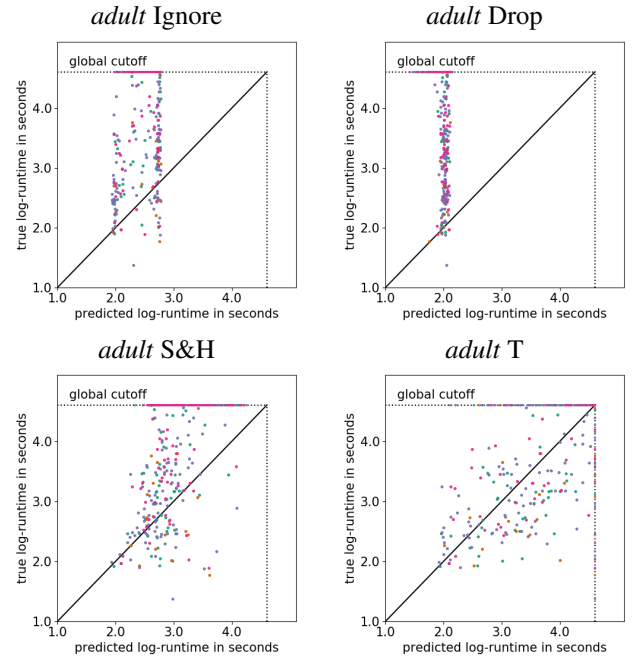 adult Ignore
global cutoff
4.0
3.0
2.0
1.0
true log-runtime in seconds
1.0 2.0 3.0 4.0
predicted log-runtime in seconds
adult Drop
global cutoff
4.0
3.0
2.0
1.0
true log-runtime in seconds
1.0 2.0 3.0 4.0
predicted log-runtime in seconds
adult S&H
global cutoff
4.0
3.0
2.0
1.0
true log-runtime in seconds
1.0 2.0 3.0 4.0
predicted log-runtime in seconds
adult T
global cutoff
4.0
3.0
2.0
1.0
true log-runtime in seconds
1.0 2.0 3.0 4.0
predicted log-runtime in seconds